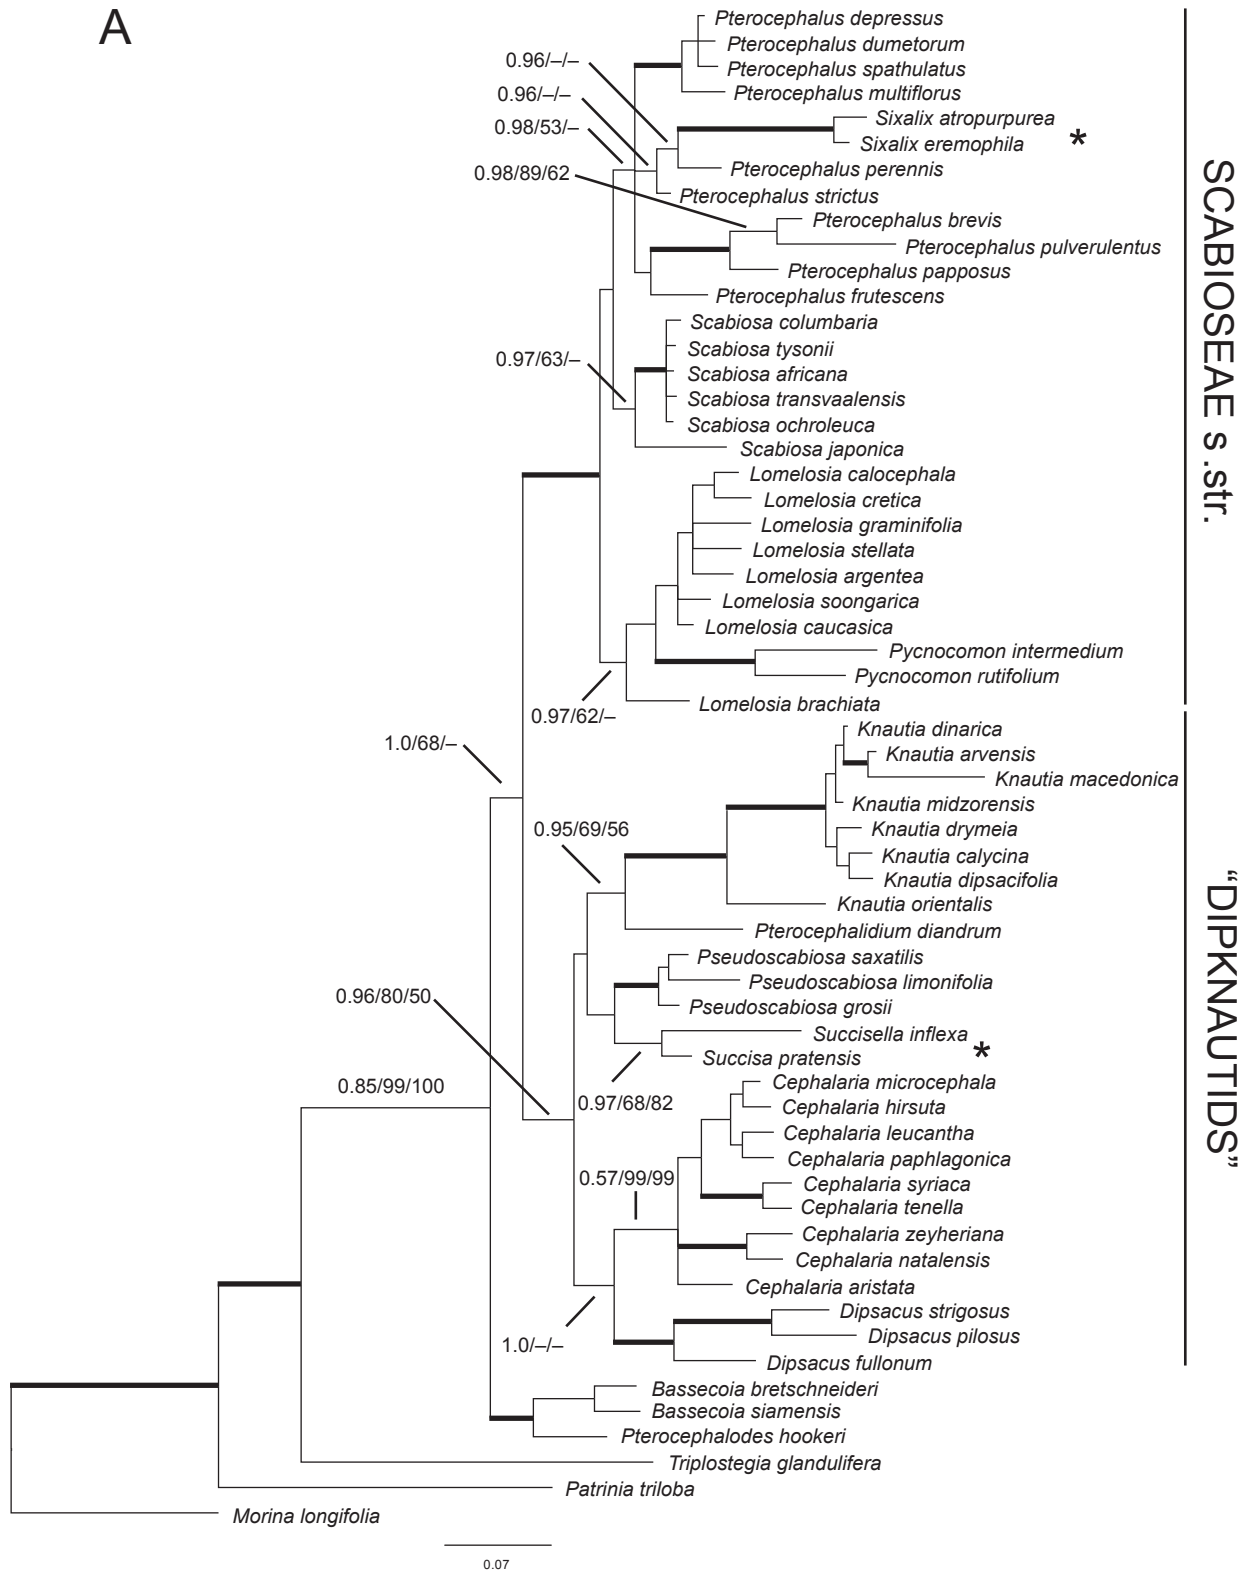 A
Pterocephalus depressus
Pterocephalus dumetorum
0.96/–/–
Pterocephalus spathulatus
0.96/–/–
Pterocephalus multiflorus
Sixalix atropurpurea
0.98/53/–
*
Sixalix eremophila
Pterocephalus perennis
0.98/89/62
Pterocephalus strictus
Pterocephalus brevis
Pterocephalus pulverulentus
Pterocephalus papposus
Pterocephalus frutescens
Scabiosa columbaria
Scabiosa tysonii
0.97/63/–
Scabiosa africana
Scabiosa transvaalensis
Scabiosa ochroleuca
Scabiosa japonica
Lomelosia calocephala
Lomelosia cretica
Lomelosia graminifolia
Lomelosia stellata
Lomelosia argentea
Lomelosia soongarica
Lomelosia caucasica
Pycnocomon intermedium
Pycnocomon rutifolium
Lomelosia brachiata
0.97/62/–
SCABIOSEAE s .str.
Knautia dinarica
1.0/68/–
Knautia arvensis
Knautia macedonica
Knautia midzorensis
0.95/69/56
Knautia drymeia
Knautia calycina
Knautia dipsacifolia
Knautia orientalis
Pterocephalidium diandrum
Pseudoscabiosa saxatilis
Pseudoscabiosa limonifolia
0.96/80/50
Pseudoscabiosa grosii
Succisella inflexa
*
Succisa pratensis
Cephalaria microcephala
0.85/99/100
0.97/68/82
Cephalaria hirsuta
Cephalaria leucantha
Cephalaria paphlagonica
0.57/99/99
Cephalaria syriaca
Cephalaria tenella
Cephalaria zeyheriana
Cephalaria natalensis
Cephalaria aristata
Dipsacus strigosus
Dipsacus pilosus
1.0/–/–
Dipsacus fullonum
“DIPKNAUTIDS”
Bassecoia bretschneideri
Bassecoia siamensis
Pterocephalodes hookeri
Triplostegia glandulifera
Patrinia triloba
Morina longifolia
0.07